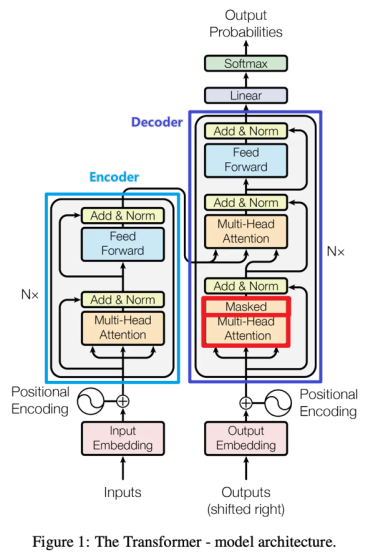 Output
Probabilities
Softmax
Linear
Decoder
Add & Norm
Feed
Forward
Add & Norm
Multi-Head
Attention
Nx
Add & Norm
Masked
Multi-Head
Attention
Encoder
Add & Norm
Feed
Forward
Nx
Add & Norm
Multi-Head
Attention
Positional
Encoding
Positional
Encoding
Input
Embedding
Output
Embedding
Inputs
Outputs
(shifted right)
Figure 1: The Transformer - model architecture.